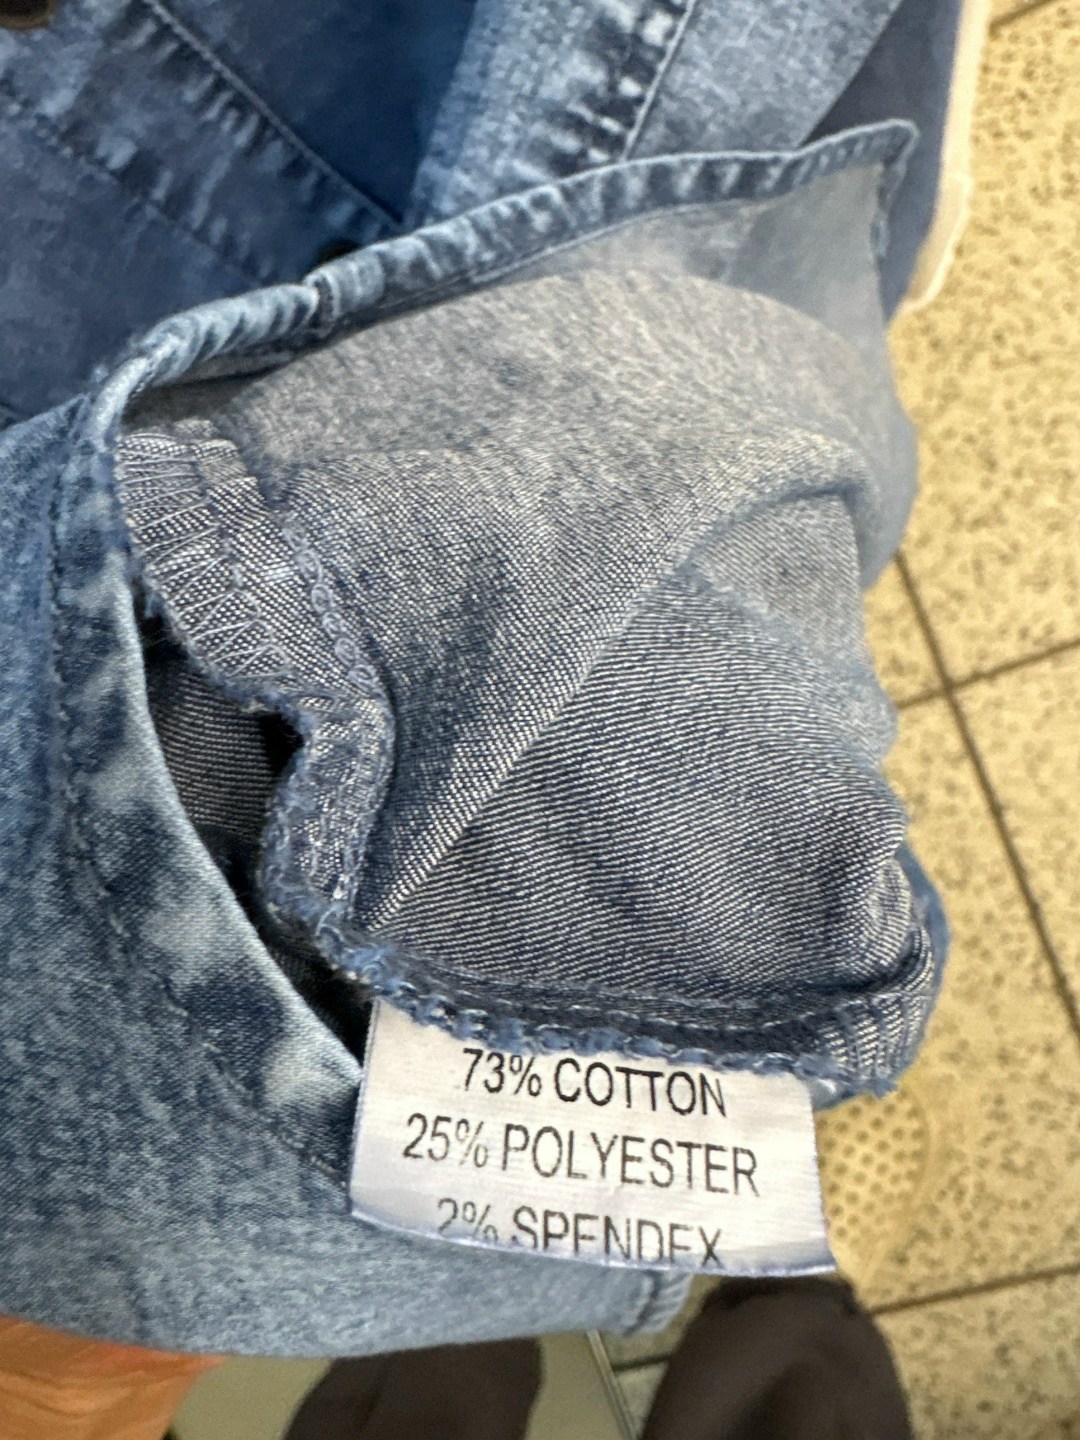 73% COTTON
25% POLYESTER
2% SPENDEX